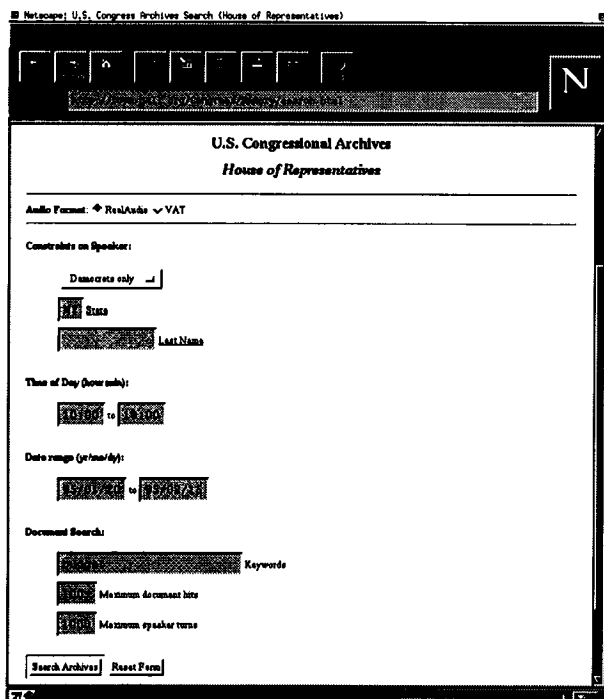 Netscape: U.S. Congress Archives Search (House of Representatives)
N
U.S. Congressional Archives
House of Representatives
Audio Format: RealAudio VAT
Constraints on Speaker:
Democrats only
State
Last Name
Time of Day (hour:min):
10:00 to
Date range (yr/mo/dy):
to
Document Search:
Keywords
Maximum document hits
Maximum speaker turns
Search Archives Reset Form